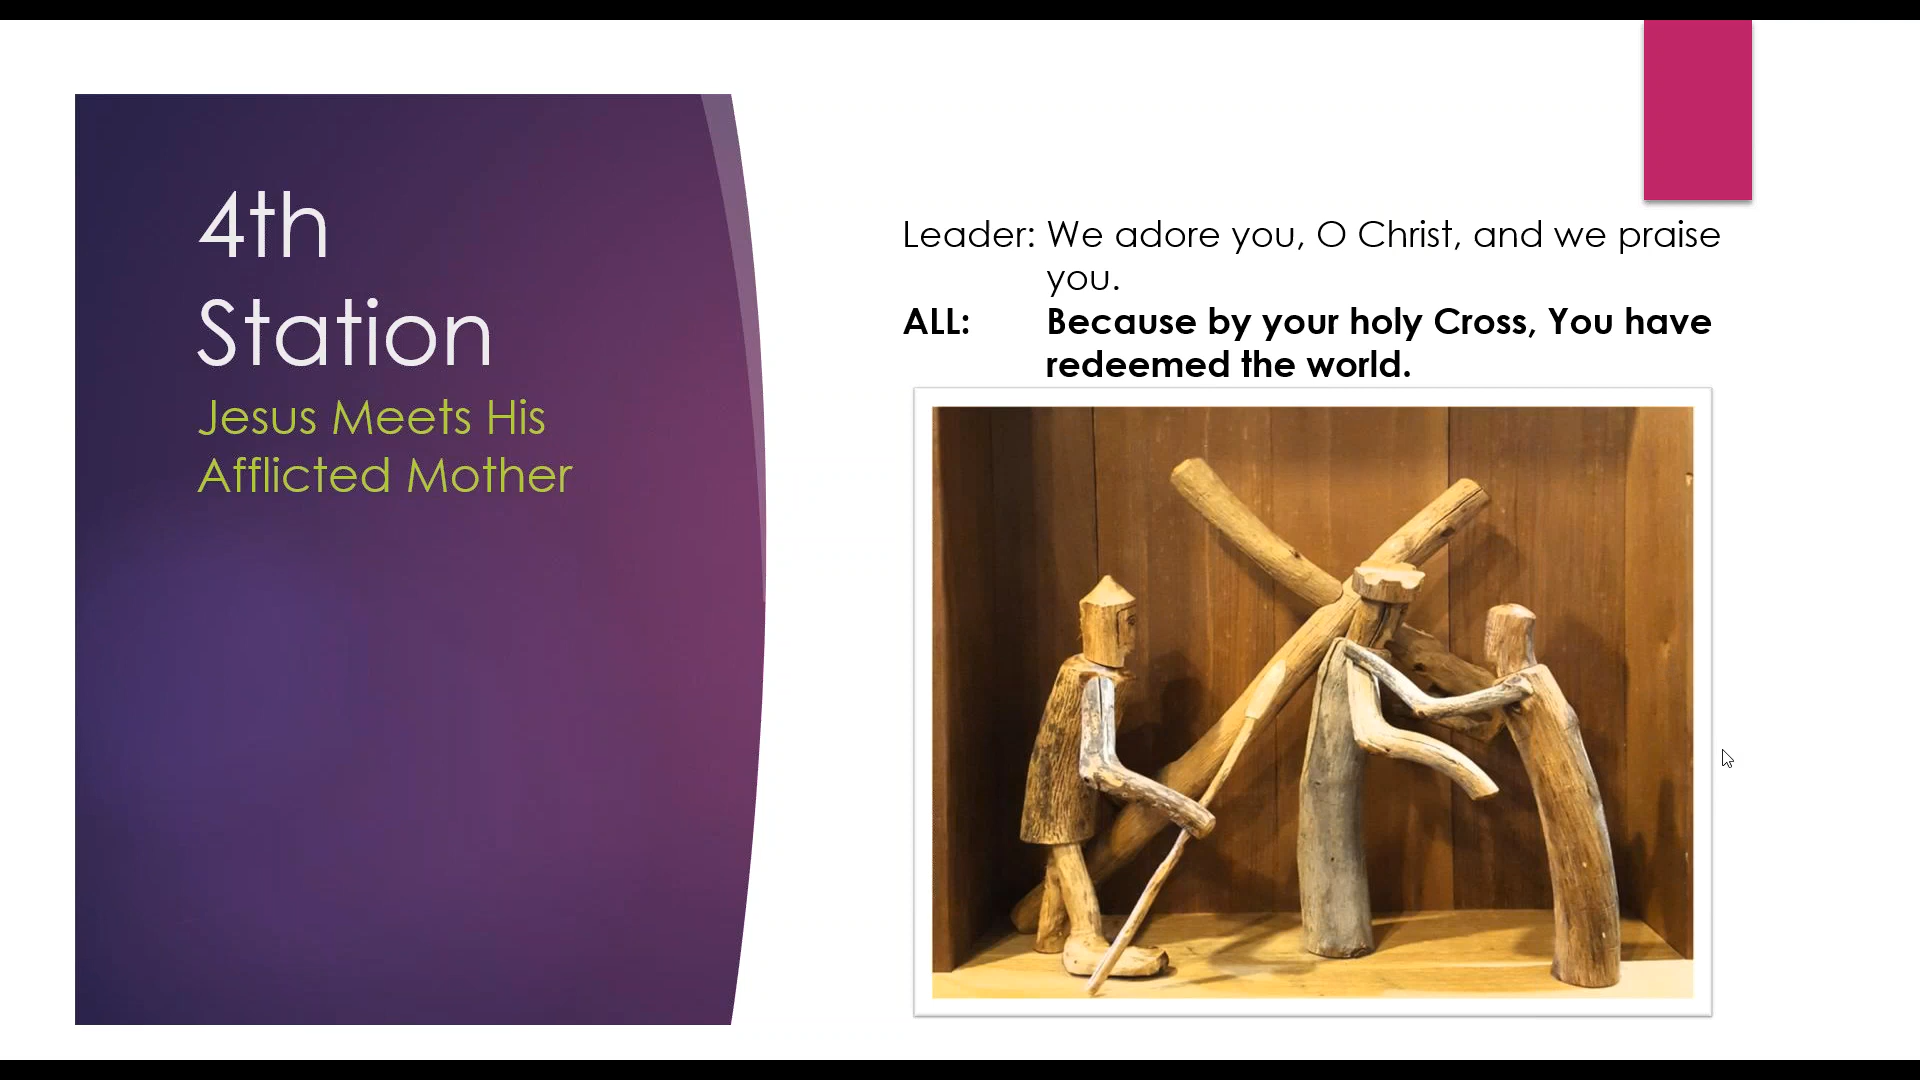 4th
Station
Jesus Meets His
Afflicted Mother
Leader: We adore you, O Christ, and we praise
you.
ALL: Because by your holy Cross, You have
redeemed the world.